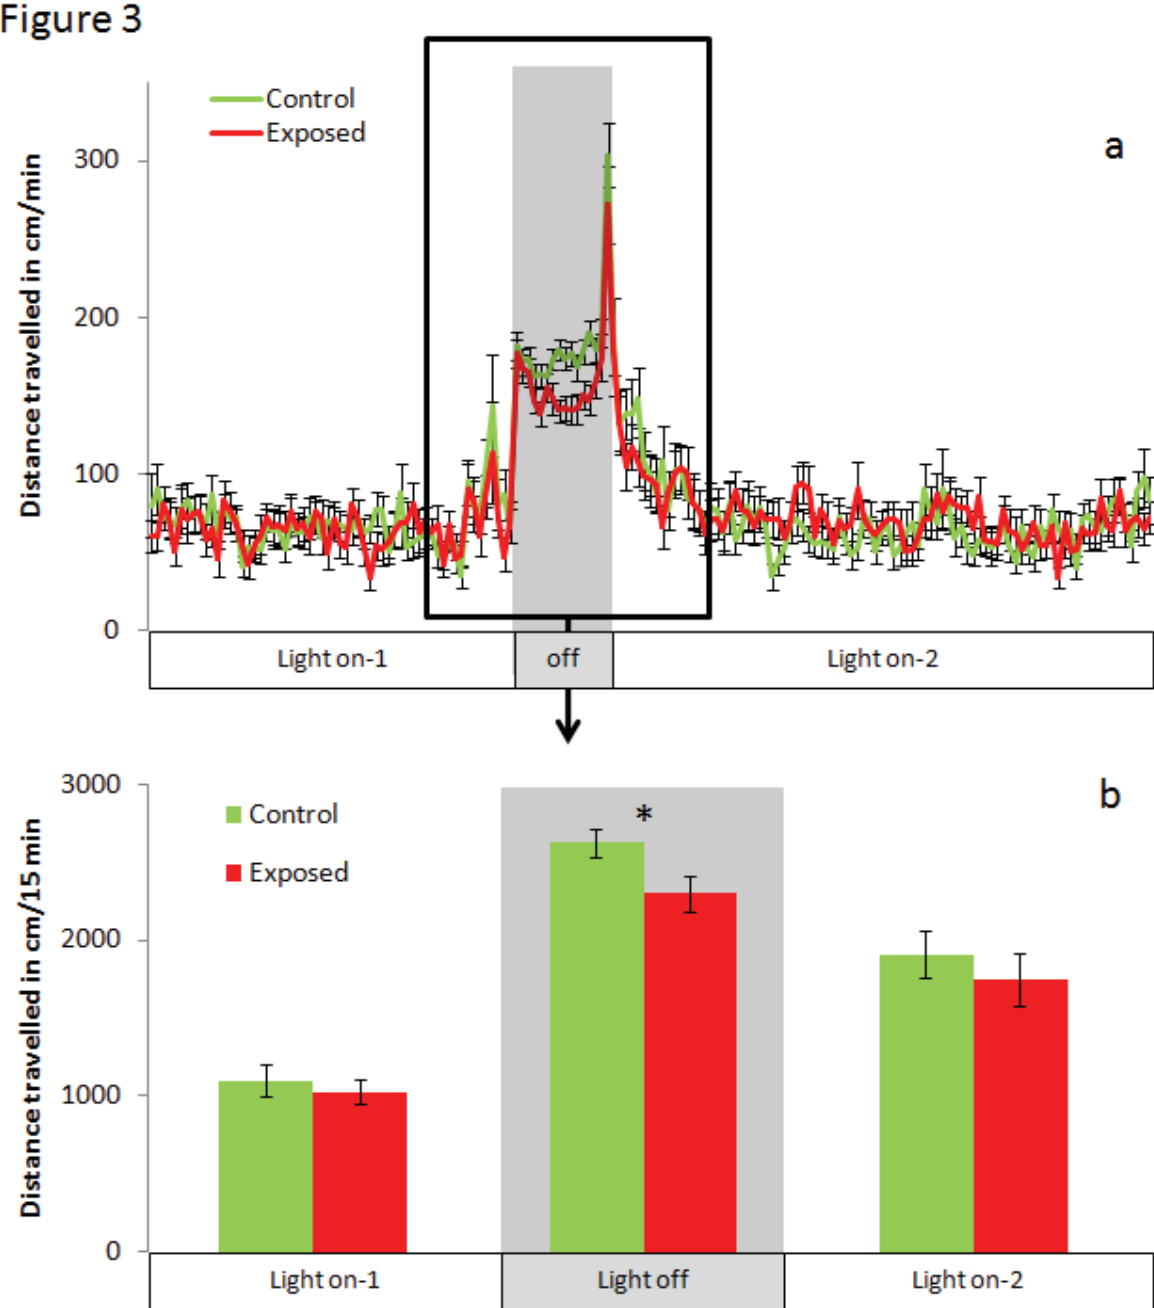 Figure 3
Control
Exposed
a
Distance travelled in cm/min
300
200
100
0
Light on-1
off
Light on-2
b
Control
Exposed
*
Distance travelled in cm/15 min
3000
2000
1000
0
Light on-1
Light off
Light on-2